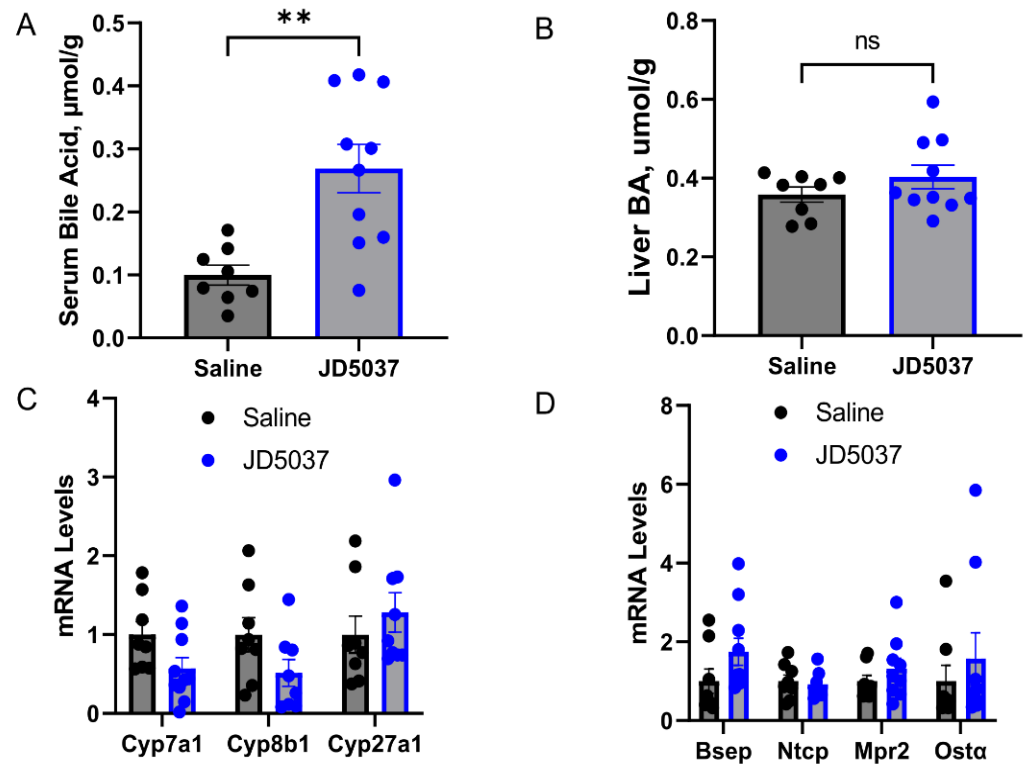 A
Serum Bile Acid, µmol/g
0.5
0.4
0.3
0.2
0.1
0.0
**
Saline
JD5037
B
Liver BA, umol/g
0.8
0.6
0.4
0.2
0.0
ns
Saline
JD5037
C
mRNA Levels
4
3
2
1
0
Saline
JD5037
Cyp7a1
Cyp8b1
Cyp27a1
D
mRNA Levels
8
6
4
2
0
Saline
JD5037
Bsep
Ntcp
Mpr2
Ostα